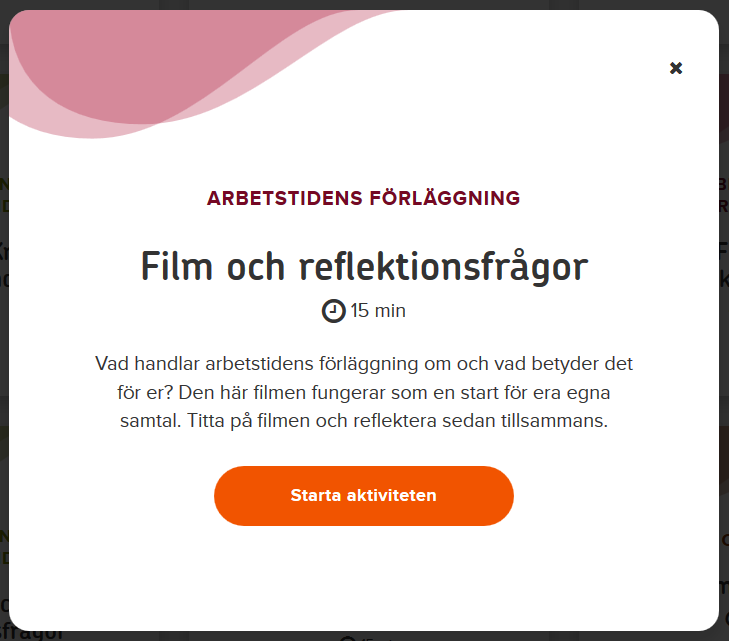 ARBETSTIDENS FÖRLÄGGNING
Film och reflektionsfrågor
15 min
Vad handlar arbetstidens förläggning om och vad betyder det
för er? Den här filmen fungerar som en start för era egna
samtal. Titta på filmen och reflektera sedan tillsammans.
Starta aktiviteten